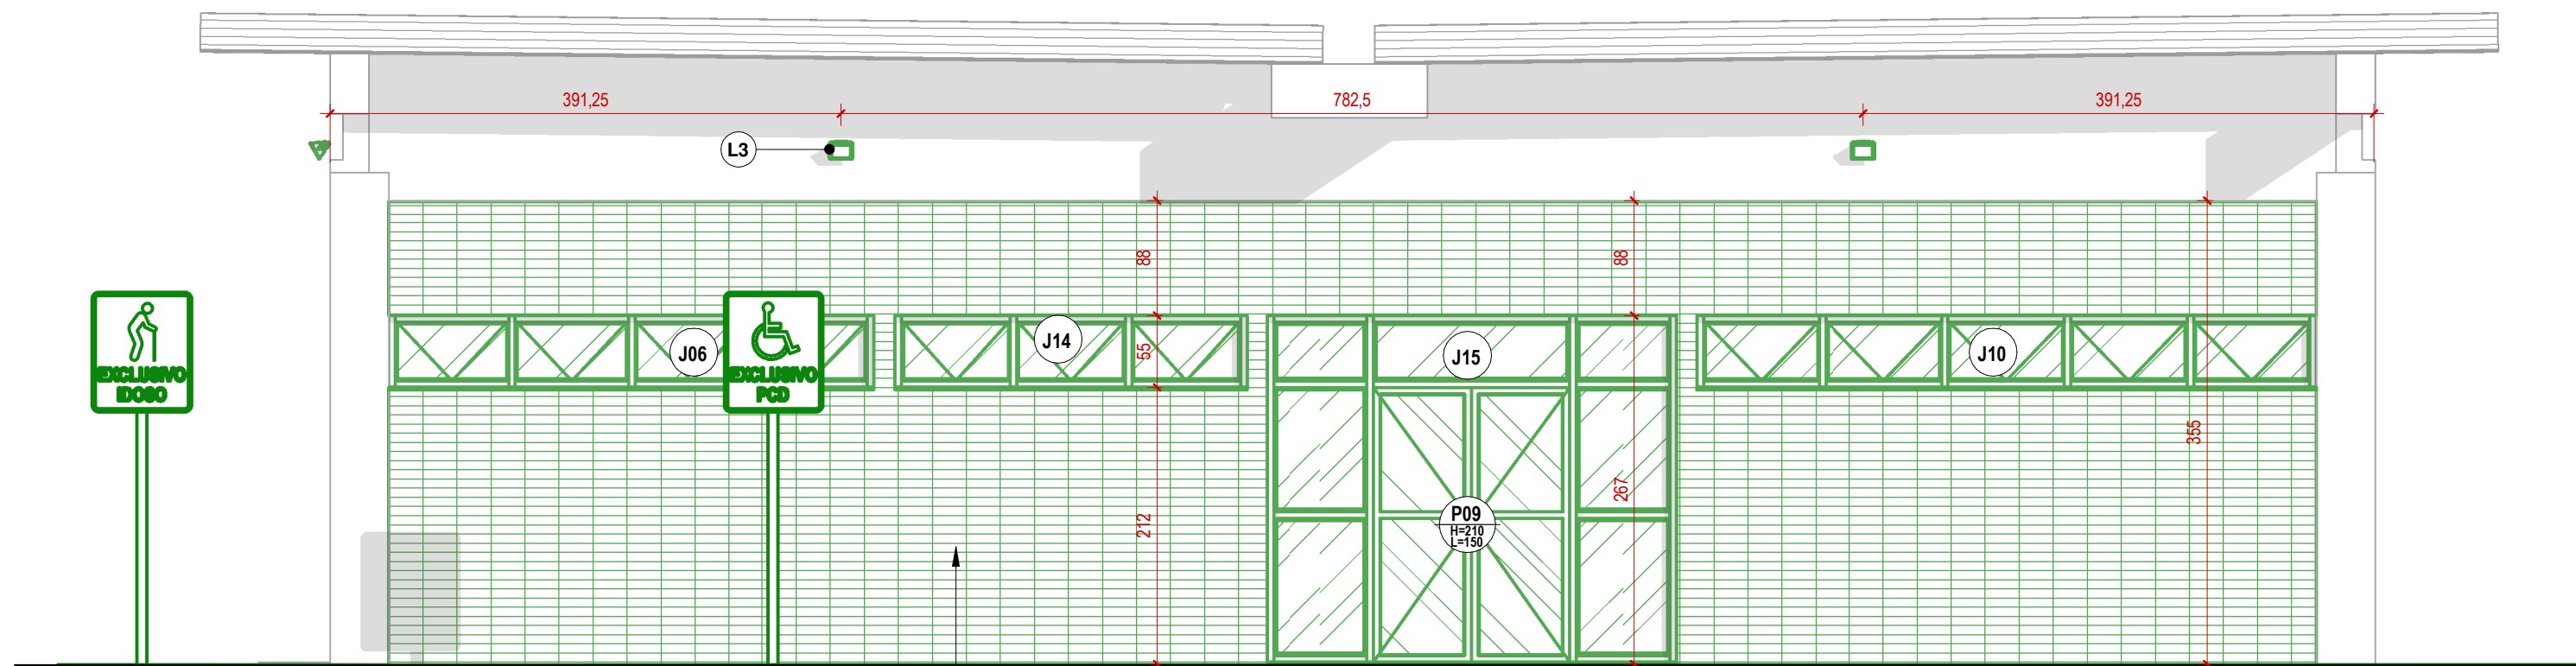 391,25
782,5
391,25
L3
88
88
EXCLUSIVO
IDOSO
EXCLUSIVO
PCD
J06
J14
55
J15
J10
355
267
212
P09
H=210
L=150